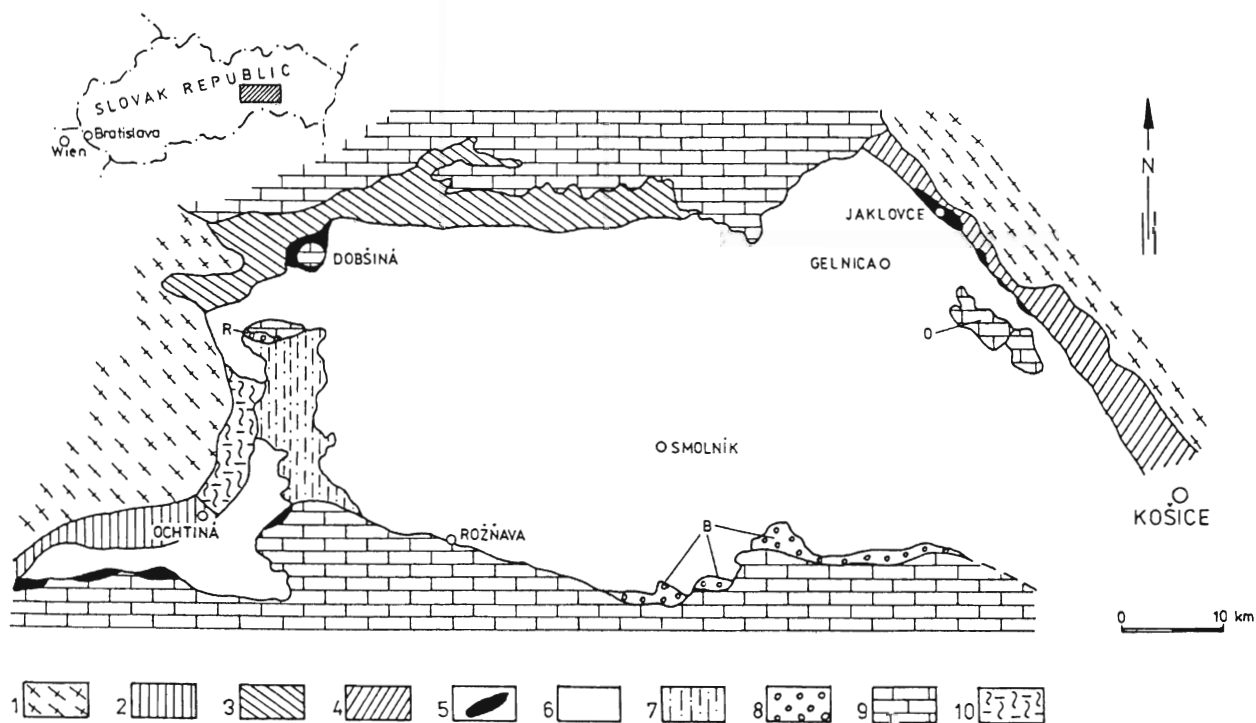 SLOVAK REPUBLIC
Bratislava
Wien
N
JAKLOVCE
DOBŠINÁ
GELNICA
R
O
SMOLNÍK
OCHTINÁ
ROŽŇAVA
B
KOŠICE
0 10 km
1 2 3 4 5 6 7 8 9 10